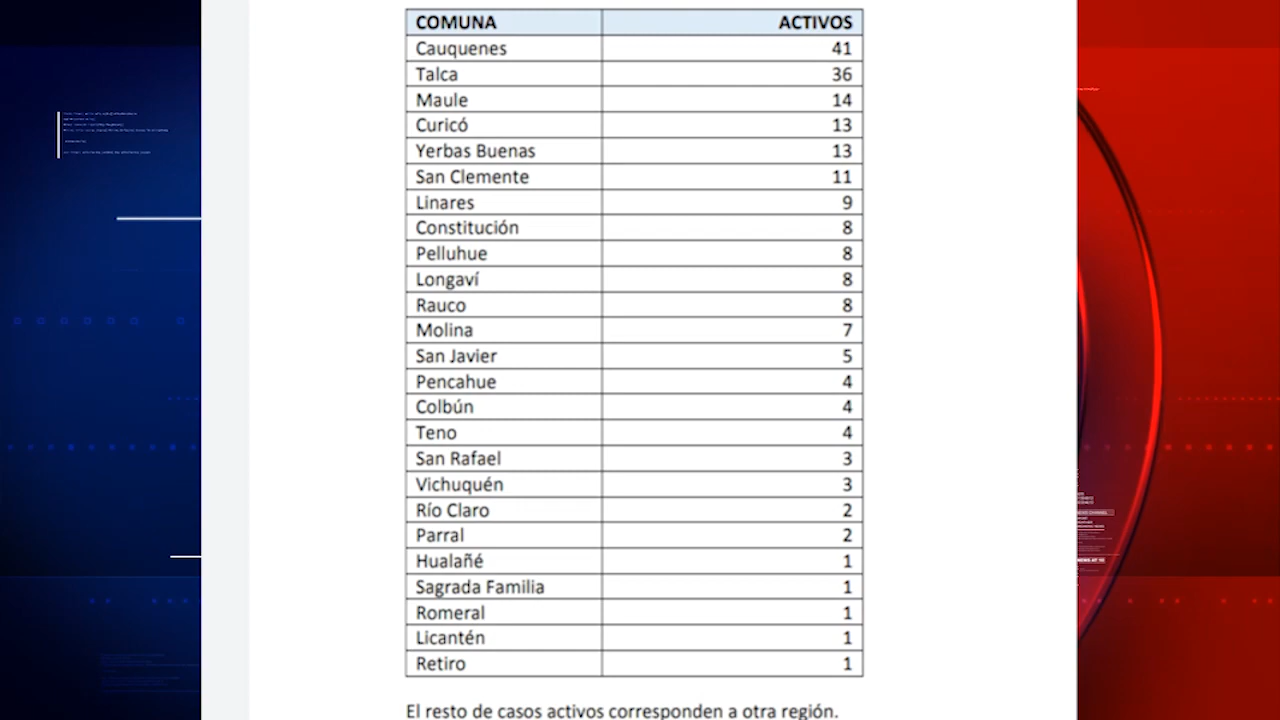 COMUNA ACTIVOS
Cauquenes 41
Talca 36
Maule 14
Curicó 13
Yerbas Buenas 13
San Clemente 11
Linares 9
Constitución 8
Pelluhue 8
Longaví 8
Rauco 8
Molina 7
San Javier 5
Pencahue 4
Colbún 4
Teno 4
San Rafael 3
Vichuquén 3
Río Claro 2
Parral 2
Hualañé 1
Sagrada Familia 1
Romeral 1
Licantén 1
Retiro 1
El resto de casos activos corresponden a otra región.